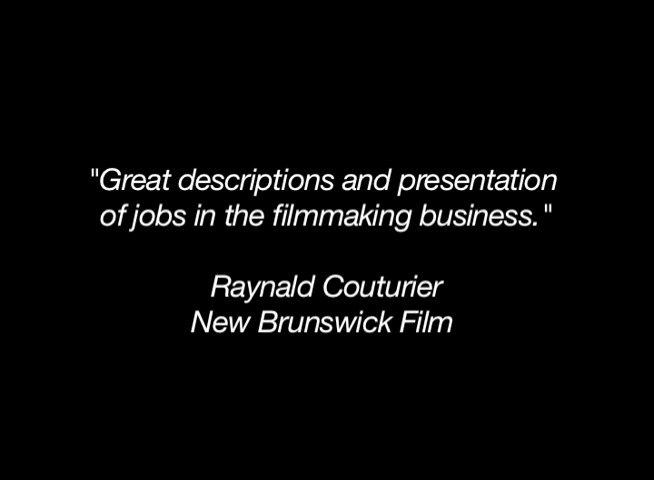 "Great descriptions and presentation
of jobs in the filmmaking business."
Raynald Couturier
New Brunswick Film